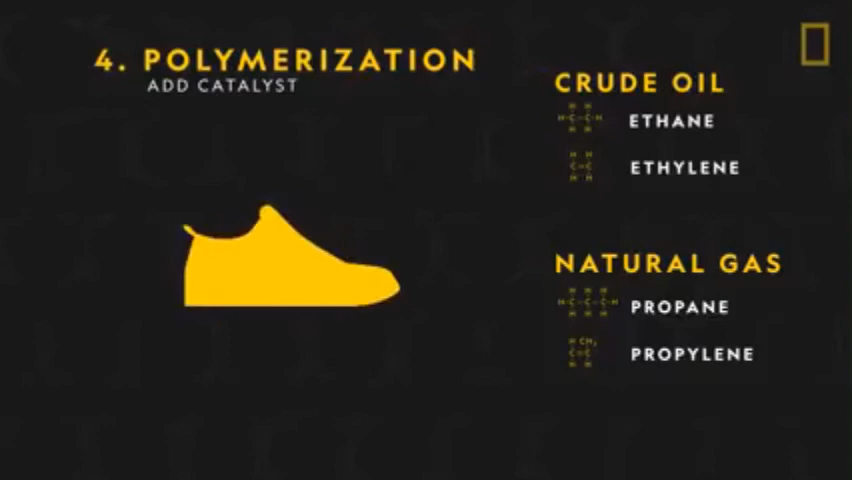 4. POLYMERIZATION
ADD CATALYST
CRUDE OIL
ETHANE
ETHYLENE
NATURAL GAS
PROPANE
PROPYLENE